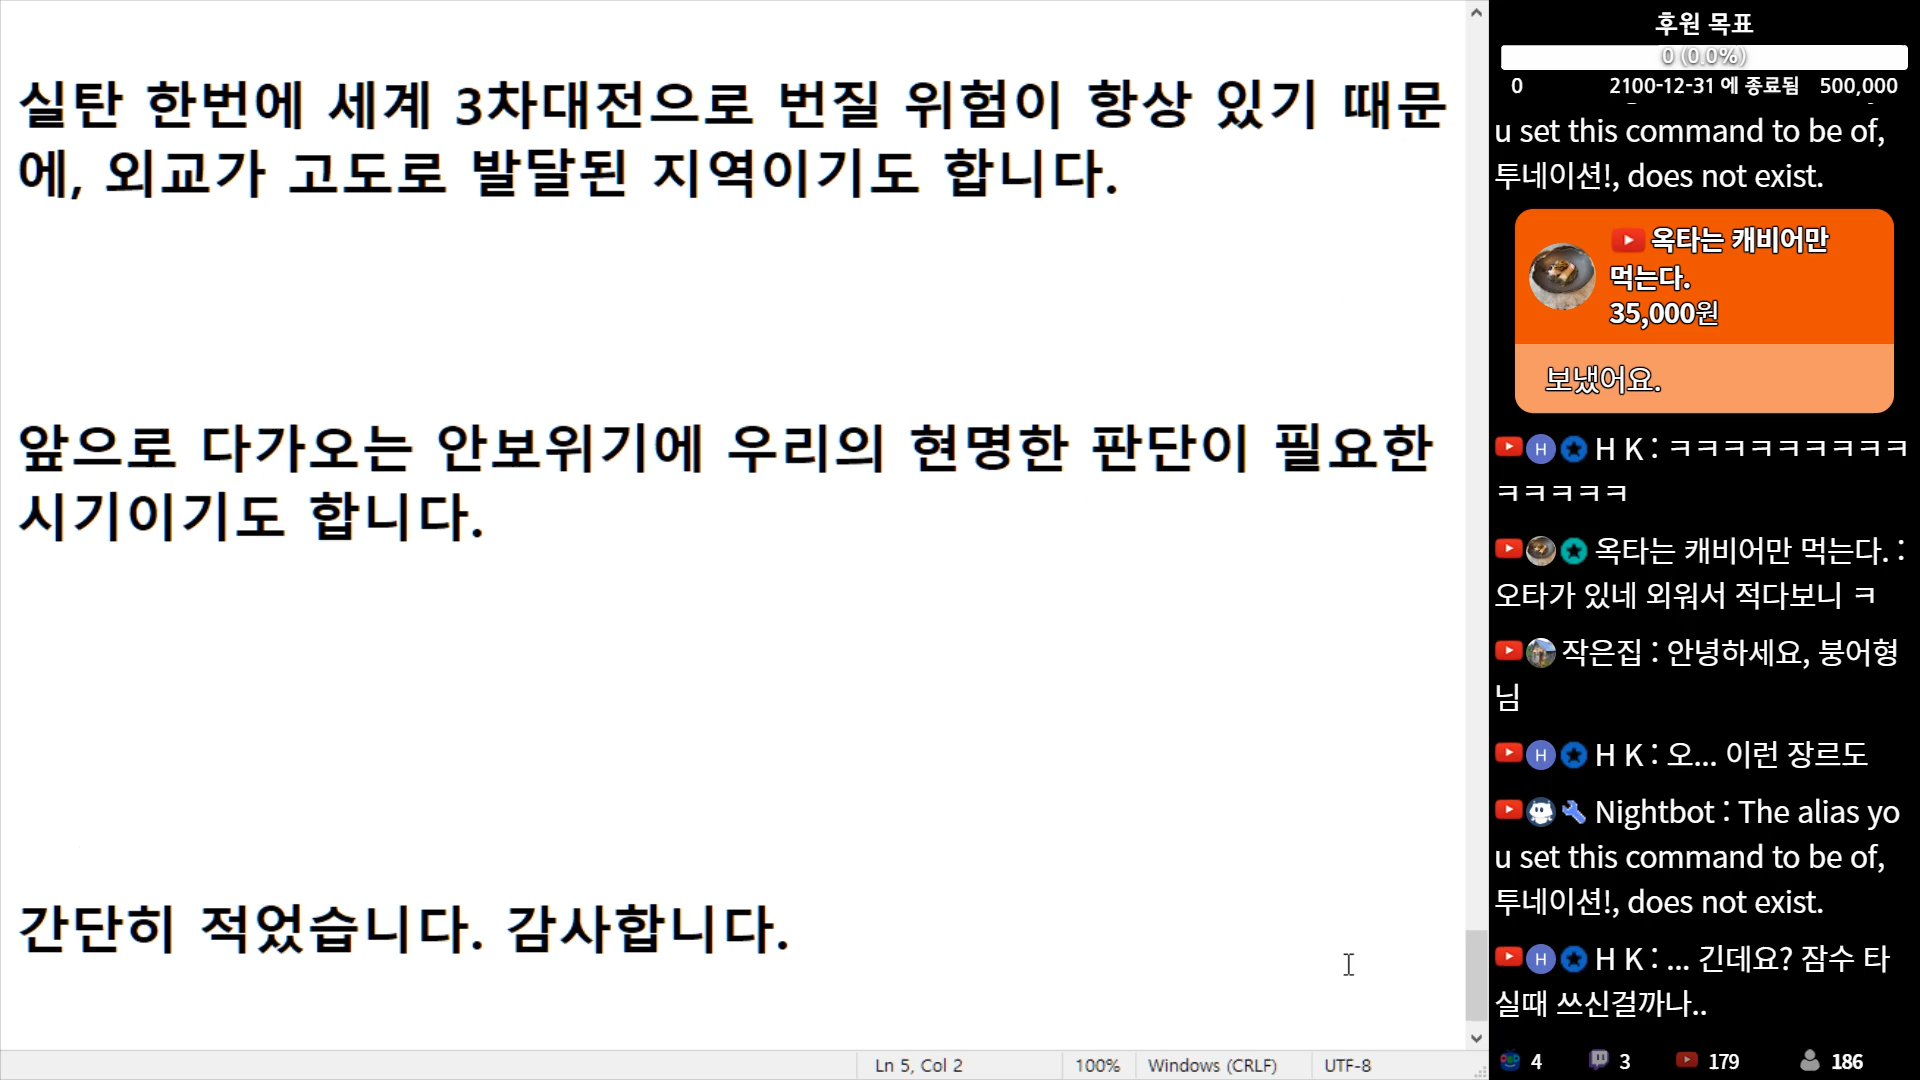 실탄 한번에 세계 3차대전으로 번질 위험이 항상 있기 때문
에, 외교가 고도로 발달된 지역이기도 합니다.
앞으로 다가오는 안보위기에 우리의 현명한 판단이 필요한
시기이기도 합니다.
간단히 적었습니다. 감사합니다.
Ln 5, Col 2
100%
Windows (CRLF)
UTF-8
후원 목표
0 (0.0%)
0 2100-12-31 에 종료됨 500,000
u set this command to be of,
투네이션!, does not exist.
옥타는 캐비어만
먹는다.
35,000원
보냈어요.
H H K : ㅋㅋㅋㅋㅋㅋㅋㅋㅋ
ㅋㅋㅋㅋㅋ
옥타는 캐비어만 먹는다. :
오타가 있네 외워서 적다보니 ㅋ
작은집 : 안녕하세요, 붕어형
님
H H K : 오... 이런 장르도
Nightbot : The alias yo
u set this command to be of,
투네이션!, does not exist.
H H K : ... 긴데요? 잠수 타
실때 쓰신걸까나..
4 3 179 186